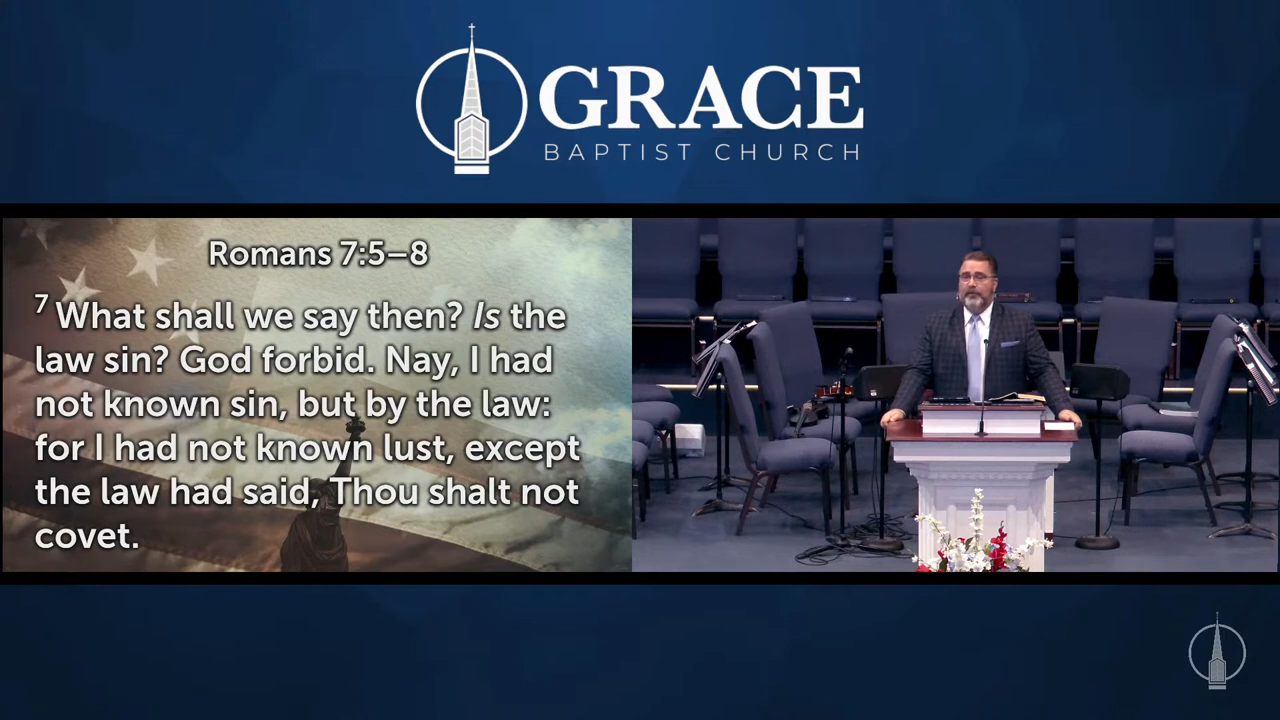 GRACE
BAPTIST CHURCH
Romans 7:5–8
7 What shall we say then? Is the
law sin? God forbid. Nay, I had
not known sin, but by the law:
for I had not known lust, except
the law had said, Thou shalt not
covet.